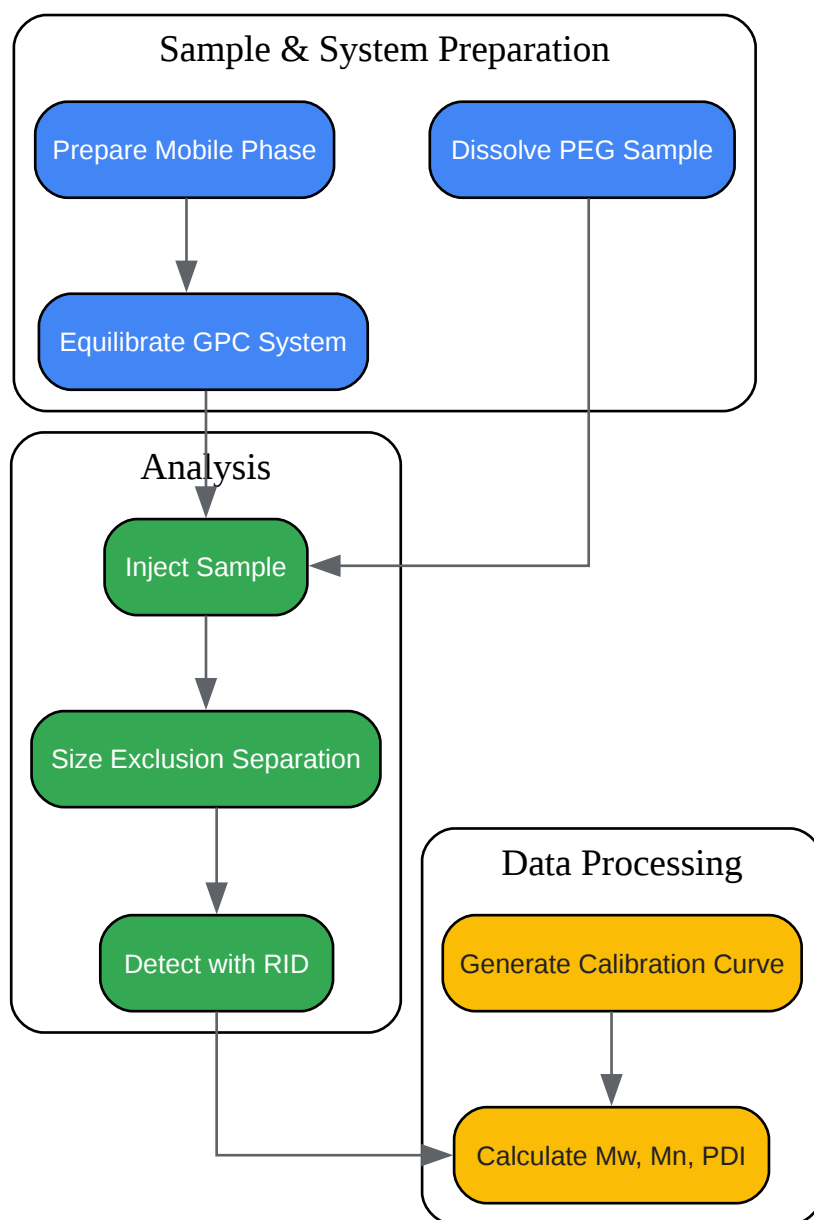 Sample & System Preparation
Prepare Mobile Phase
Dissolve PEG Sample
Equilibrate GPC System
Analysis
Inject Sample
Size Exclusion Separation
Detect with RID
Data Processing
Generate Calibration Curve
Calculate Mw, Mn, PDI